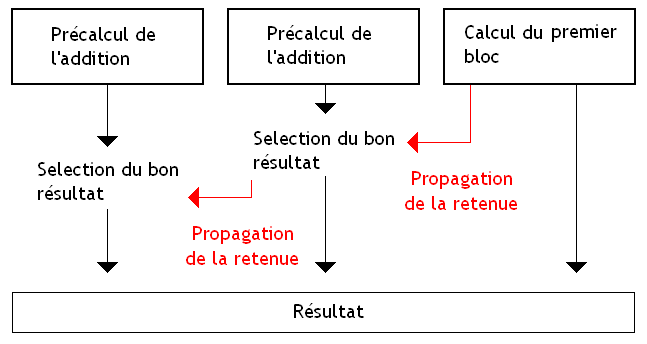 Précalcul de
l'addition
Précalcul de
l'addition
Calcul du premier
bloc
Selection du bon
résultat
Selection du bon
résultat
Propagation
de la retenue
Propagation
de la retenue
Résultat